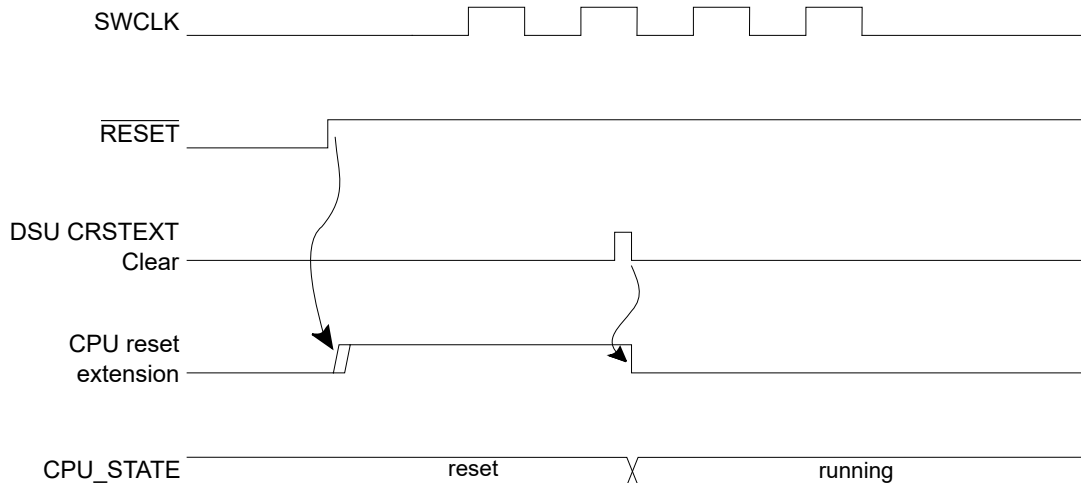 SWCLK
RESET
DSU CRSTEXT
Clear
CPU reset
extension
CPU_STATE
reset
running